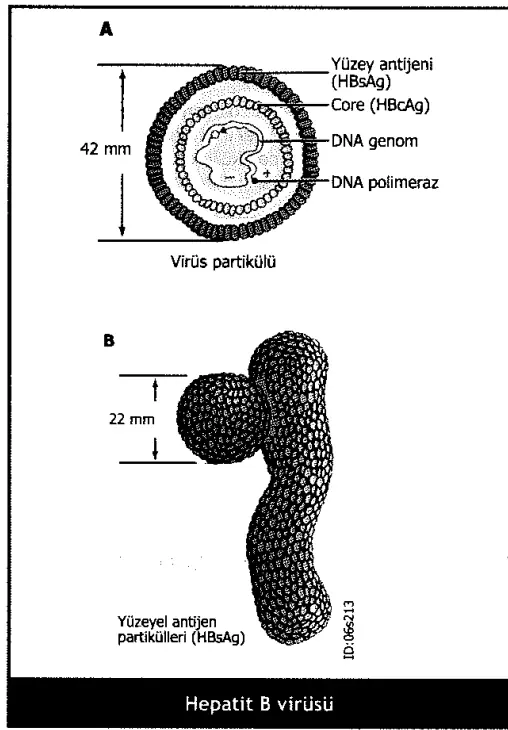 A
Yüzey antijeni
(HBsAg)
Core (HBcAg)
DNA genom
DNA polimeraz
42 mm
− +
Virüs partikülü
B
22 mm
Yüzeyel antijen
partikülleri (HBsAg)
ID:06s213
Hepatit B virüsü